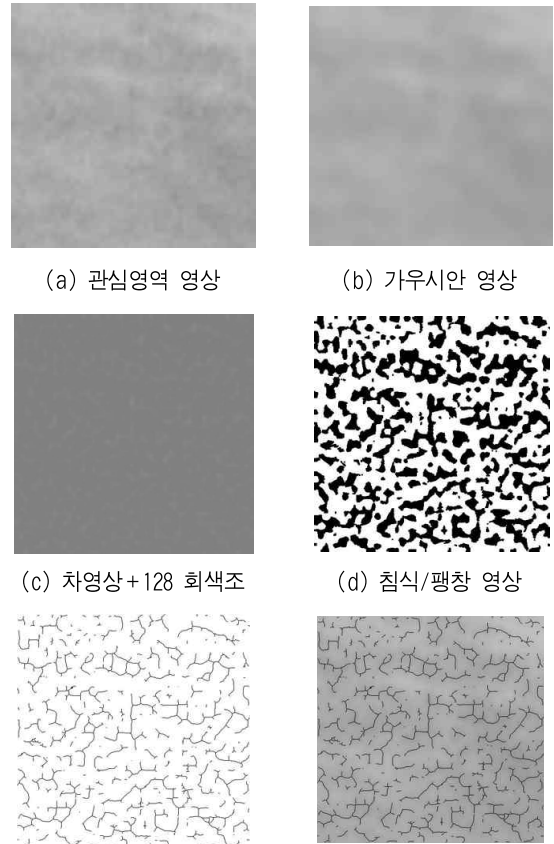 (a) 관심영역 영상
(b) 가우시안 영상
(c) 차영상+128 회색조
(d) 침식/팽창 영상